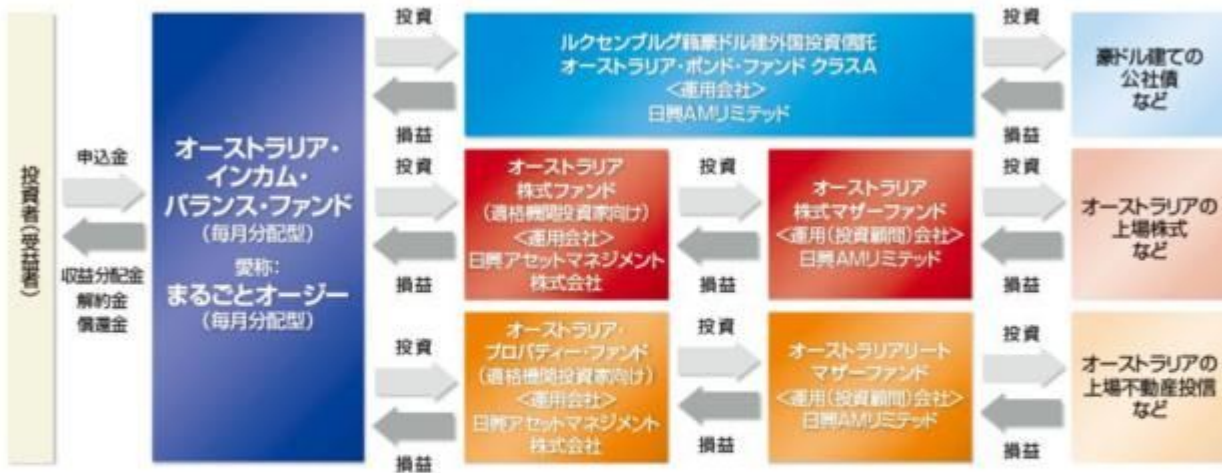 投資者(受益者)
申込金
収益分配金
解約金
償還金
オーストラリア・
インカム・
バランス・ファンド
(毎月分配型)
愛称:
まるごとオージー
(毎月分配型)
投資
損益
ルクセンブルグ籍豪ドル建外国投資信託
オーストラリア・ボンド・ファンド クラスA
<運用会社>
日興AMリミテッド
投資
損益
豪ドル建ての
公社債
など
投資
損益
オーストラリア
株式ファンド
(適格機関投資家向け)
<運用会社>
日興アセットマネジメント
株式会社
投資
損益
オーストラリア
株式マザーファンド
<運用(投資顧問)会社>
日興AMリミテッド
投資
損益
オーストラリアの
上場株式
など
投資
損益
オーストラリア・
プロパティー・ファンド
(適格機関投資家向け)
<運用会社>
日興アセットマネジメント
株式会社
投資
損益
オーストラリアリート
マザーファンド
<運用(投資顧問)会社>
日興AMリミテッド
投資
損益
オーストラリアの
上場不動産投信
など